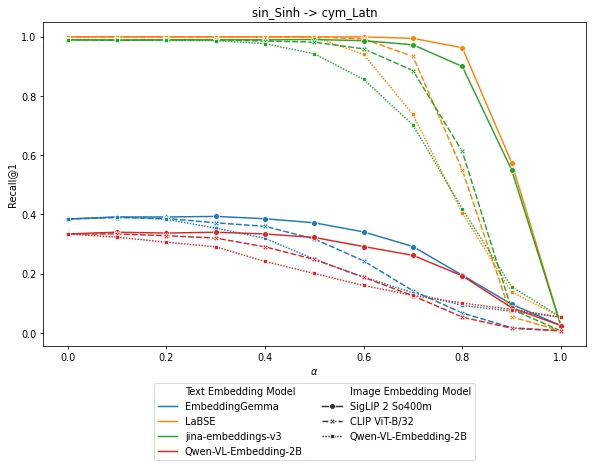 sin_Sinh -> cym_Latn
1.0
0.8
0.6
0.4
0.2
0.0
Recall@1
0.0 0.2 0.4 0.6 0.8 1.0
α
Text Embedding Model
EmbeddingGemma
LaBSE
jina-embeddings-v3
Qwen-VL-Embedding-2B
Image Embedding Model
SigLIP 2 So400m
CLIP ViT-B/32
Qwen-VL-Embedding-2B